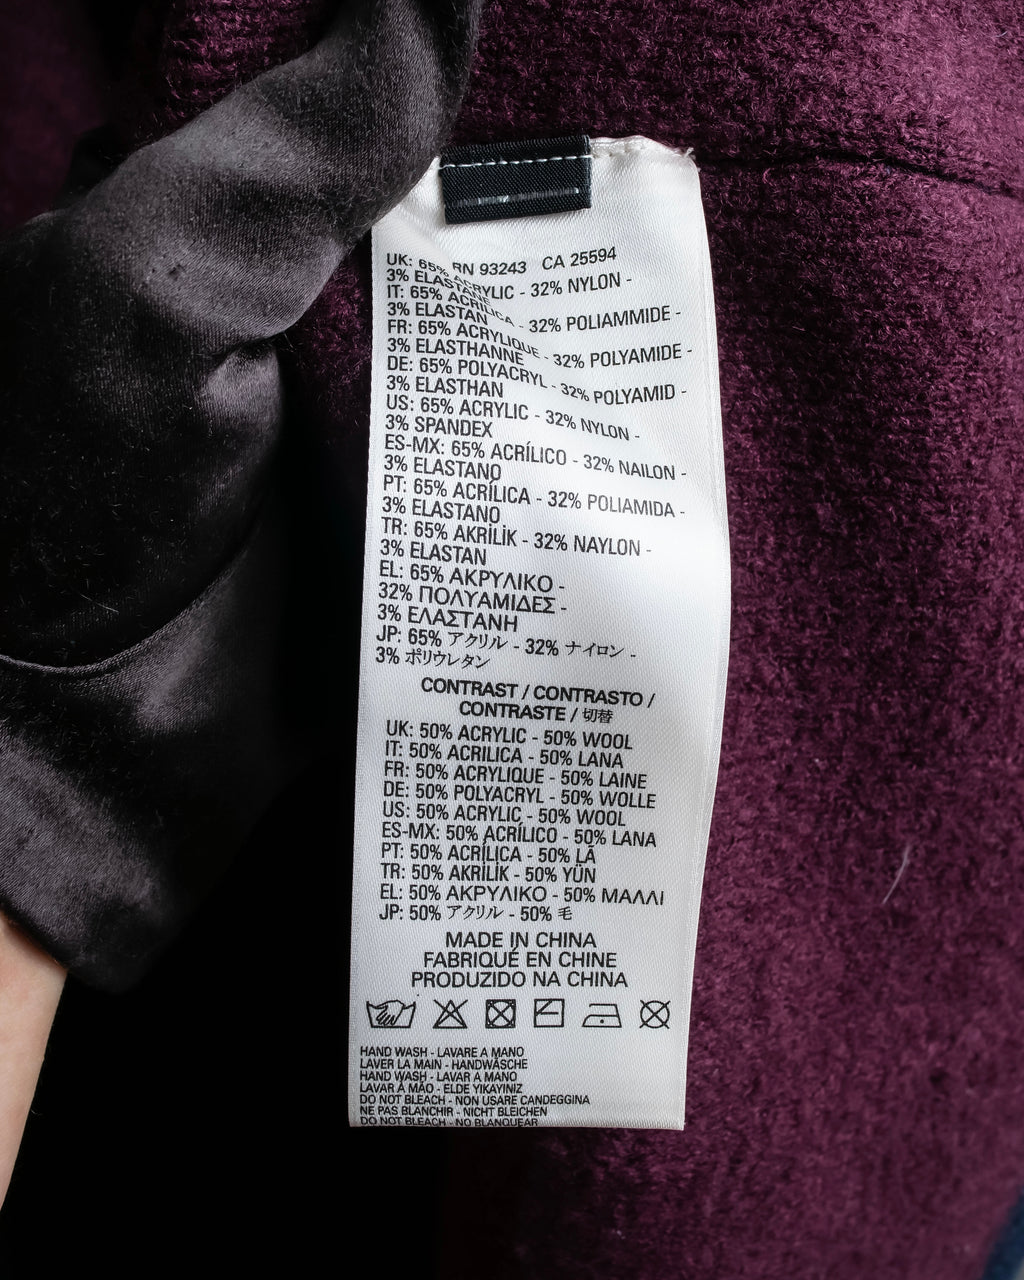 RN 93243 CA 25594
UK: 65% ACRYLIC - 32% NYLON -
3% ELASTANE
IT: 65% ACRILICA - 32% POLIAMMIDE -
3% ELASTAN
FR: 65% ACRYLIQUE - 32% POLYAMIDE -
3% ELASTHANNE
DE: 65% POLYACRYL - 32% POLYAMID -
3% ELASTHAN
US: 65% ACRYLIC - 32% NYLON -
3% SPANDEX
ES-MX: 65% ACRÍLICO - 32% NAILON -
3% ELASTANO
PT: 65% ACRÍLICA - 32% POLIAMIDA -
3% ELASTANO
TR: 65% AKRİLİK - 32% NAYLON -
3% ELASTAN
EL: 65% ΑΚΡΥΛΙΚΟ -
32% ΠΟΛΥΑΜΙΔΕΣ -
3% ΕΛΑΣΤΑΝΗ
JP: 65% アクリル - 32% ナイロン -
3% ポリウレタン
CONTRAST / CONTRASTO /
CONTRASTE / 切替
UK: 50% ACRYLIC - 50% WOOL
IT: 50% ACRILICA - 50% LANA
FR: 50% ACRYLIQUE - 50% LAINE
DE: 50% POLYACRYL - 50% WOLLE
US: 50% ACRYLIC - 50% WOOL
ES-MX: 50% ACRÍLICO - 50% LANA
PT: 50% ACRÍLICA - 50% LÃ
TR: 50% AKRİLİK - 50% YÜN
EL: 50% ΑΚΡΥΛΙΚΟ - 50% ΜΑΛΛΙ
JP: 50% アクリル - 50% 毛
MADE IN CHINA
FABRIQUÉ EN CHINE
PRODUZIDO NA CHINA
HAND WASH - LAVARE A MANO
LAVER LA MAIN - HANDWÄSCHE
HAND WASH - LAVAR A MANO
LAVAR À MÃO - ELDE YIKAYINIZ
DO NOT BLEACH - NON USARE CANDEGGINA
NE PAS BLANCHIR - NICHT BLEICHEN
DO NOT BLEACH - NO BLANQUEAR